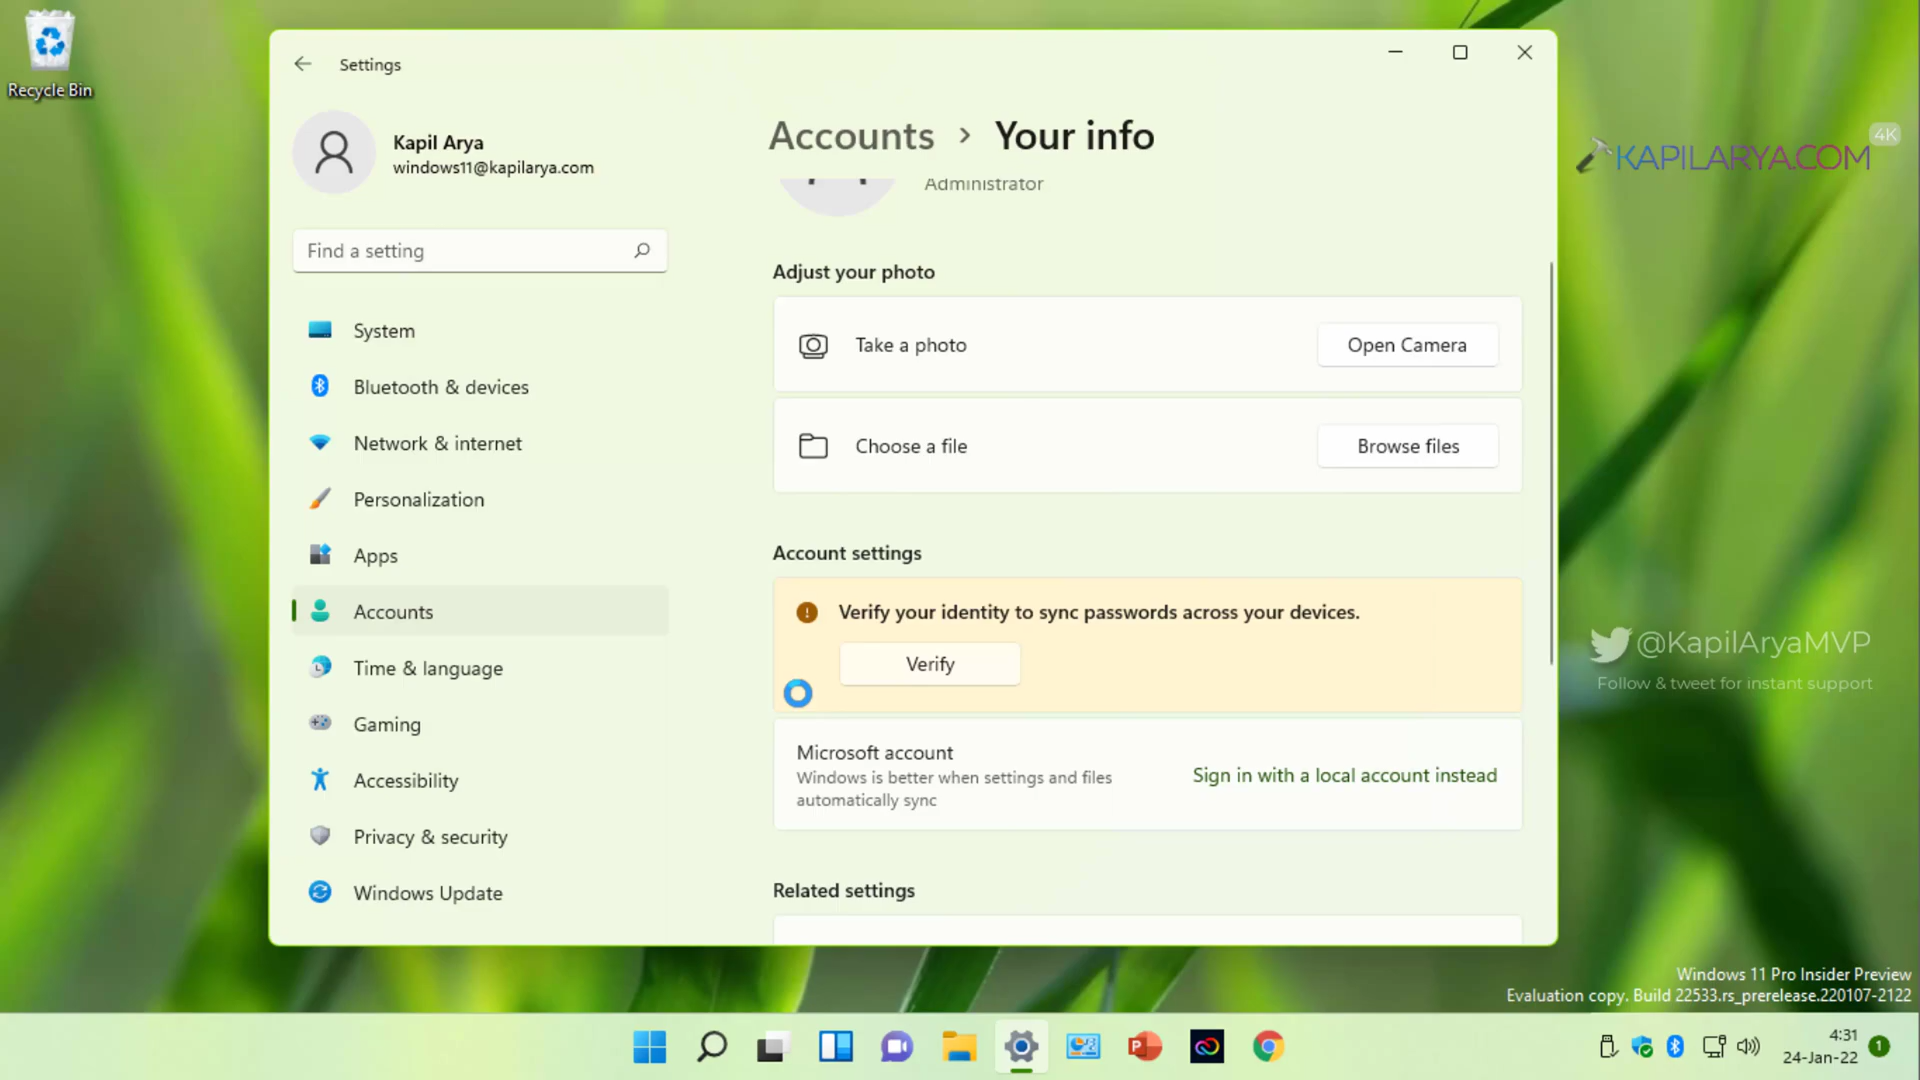 Recycle Bin
Settings
Kapil Arya
windows11@kapilarya.com
Find a setting
System
Bluetooth & devices
Network & internet
Personalization
Apps
Accounts
Time & language
Gaming
Accessibility
Privacy & security
Windows Update
Accounts > Your info
Administrator
Adjust your photo
Take a photo
Open Camera
Choose a file
Browse files
Account settings
Verify your identity to sync passwords across your devices.
Verify
Microsoft account
Windows is better when settings and files
automatically sync
Sign in with a local account instead
Related settings
4K
KAPILARYA.COM
@KapilAryaMVP
Follow & tweet for instant support
Windows 11 Pro Insider Preview
Evaluation copy. Build 22533.rs_prerelease.220107-2122
P
4:31
24-Jan-22
1